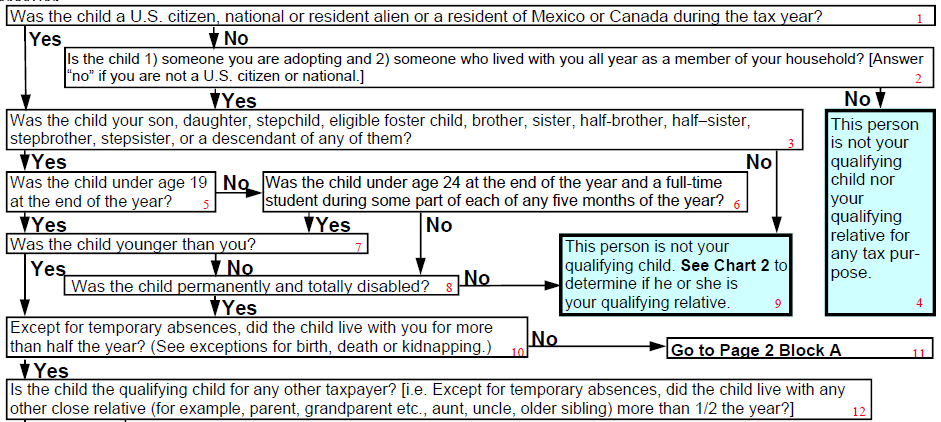 Was the child a U.S. citizen, national or resident alien or a resident of Mexico or Canada during the tax year? 1
Yes
No
Is the child 1) someone you are adopting and 2) someone who lived with you all year as a member of your household? [Answer
“no” if you are not a U.S. citizen or national.] 2
Yes
No
Was the child your son, daughter, stepchild, eligible foster child, brother, sister, half-brother, half–sister,
stepbrother, stepsister, or a descendant of any of them? 3
This person
is not your
qualifying
child nor
your
qualifying
relative for
any tax pur-
pose.
4
Yes
No
Was the child under age 19
at the end of the year? 5
No
Was the child under age 24 at the end of the year and a full-time
student during some part of each of any five months of the year? 6
Yes
Yes
No
Was the child younger than you? 7
This person is not your
qualifying child. See Chart 2 to
determine if he or she is
your qualifying relative. 9
Yes
No
Was the child permanently and totally disabled? 8
No
Yes
Except for temporary absences, did the child live with you for more
than half the year? (See exceptions for birth, death or kidnapping.) 10
No
Go to Page 2 Block A 11
Yes
Is the child the qualifying child for any other taxpayer? [i.e. Except for temporary absences, did the child live with any
other close relative (for example, parent, grandparent etc., aunt, uncle, older sibling) more than 1/2 the year?] 12